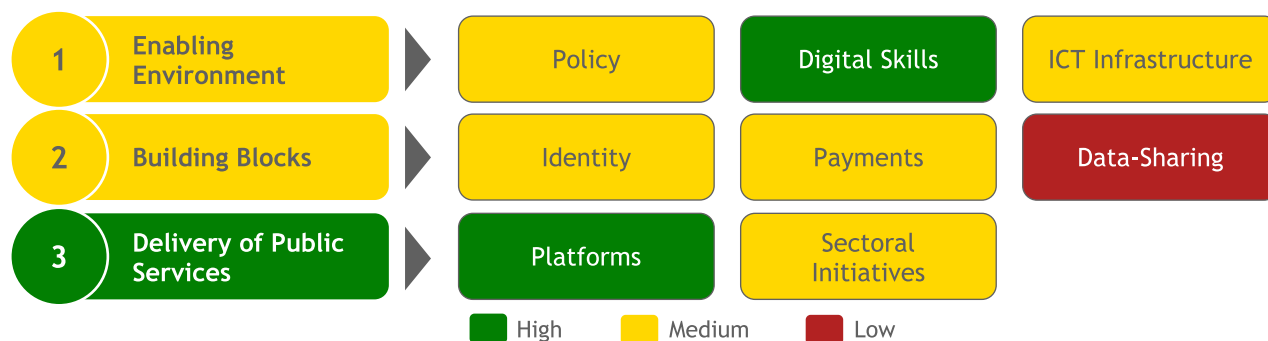 1
Enabling
Environment
Policy
Digital Skills
ICT Infrastructure
2
Building Blocks
Identity
Payments
Data-Sharing
3
Delivery of Public
Services
Platforms
Sectoral
Initiatives
High
Medium
Low